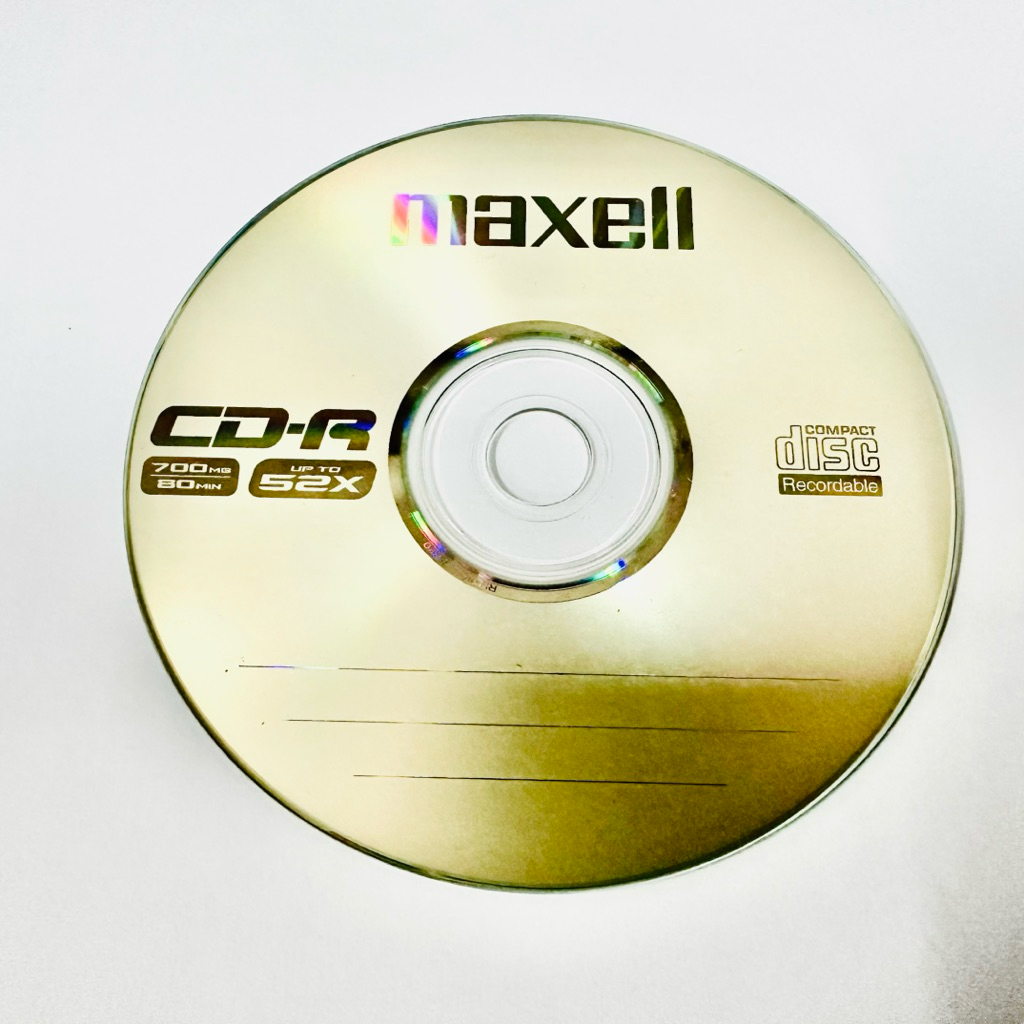 maxell
CD-R
700MB
80MIN
UP TO
52X
COMPACT
disc
Recordable